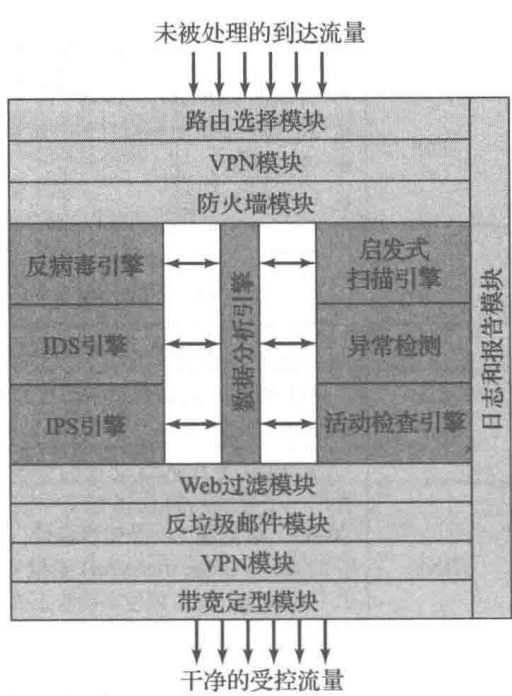 未被处理的到达流量
路由选择模块
VPN模块
防火墙模块
反病毒引擎
IDS引擎
IPS引擎
数据分析引擎
启发式
扫描引擎
异常检测
活动检查引擎
Web过滤模块
反垃圾邮件模块
VPN模块
带宽定型模块
日志和报告模块
干净的受控流量